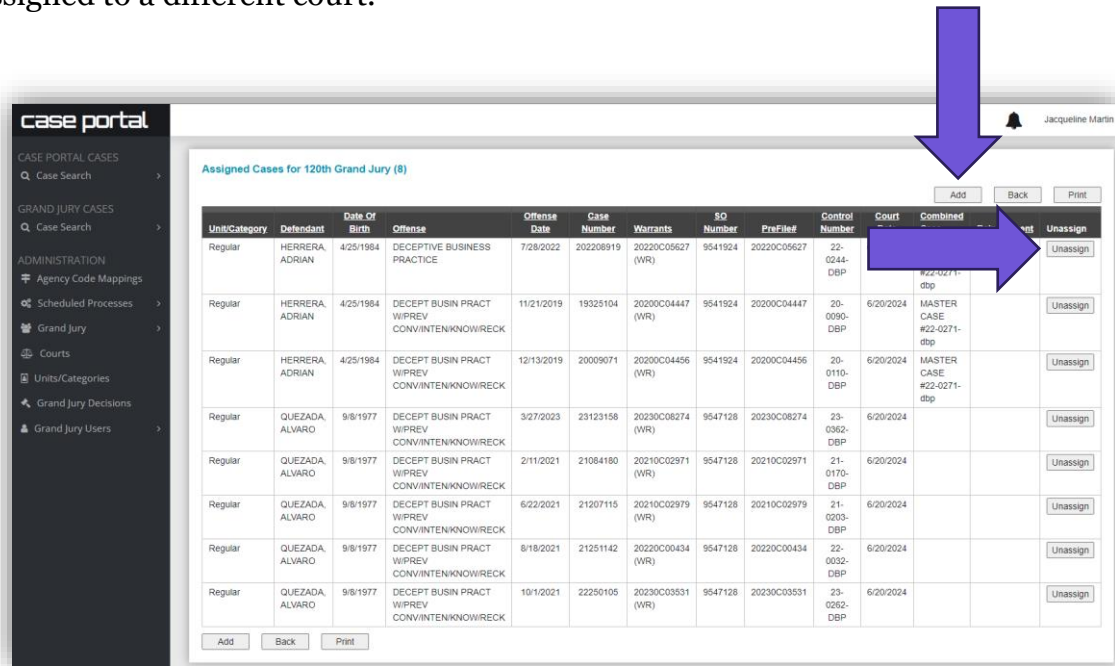 ssigned to a different court.
case portal
Jacqueline Martin
CASE PORTAL CASES
Case Search
GRAND JURY CASES
Case Search
ADMINISTRATION
Agency Code Mappings
Scheduled Processes
Grand Jury
Courts
Units/Categories
Grand Jury Decisions
Grand Jury Users
Assigned Cases for 120th Grand Jury (8)
Add Back Print
Unit/Category Defendant Date Of Birth Offense Offense Date Case Number Warrants SO Number PreFile# Control Number Court Combined Unassign
Regular HERRERA, 4/25/1984 DECEPTIVE BUSINESS 7/28/2022 202208919 20220C05627 9541924 20220C05627 22- Unassign
ADRIAN PRACTICE (WR) 0244-
DBP #22-0271-
dbp
Regular HERRERA, 4/25/1984 DECEPT BUSIN PRACT 11/21/2019 19325104 20200C04447 9541924 20200C04447 20- 6/20/2024 MASTER Unassign
ADRIAN W/PREV (WR) 0090- CASE
CONV/INTEN/KNOW/RECK DBP #22-0271-
dbp
Regular HERRERA, 4/25/1984 DECEPT BUSIN PRACT 12/13/2019 20009071 20200C04456 9541924 20200C04456 20- 6/20/2024 MASTER Unassign
ADRIAN W/PREV (WR) 0110- CASE
CONV/INTEN/KNOW/RECK DBP #22-0271-
dbp
Regular QUEZADA, 9/8/1977 DECEPT BUSIN PRACT 3/27/2023 23123158 20230C08274 9547128 20230C08274 23- 6/20/2024 Unassign
ALVARO W/PREV (WR) 0362-
CONV/INTEN/KNOW/RECK DBP
Regular QUEZADA, 9/8/1977 DECEPT BUSIN PRACT 2/11/2021 21084180 20210C02971 9547128 20210C02971 21- 6/20/2024 Unassign
ALVARO W/PREV (WR) 0170-
CONV/INTEN/KNOW/RECK DBP
Regular QUEZADA, 9/8/1977 DECEPT BUSIN PRACT 6/22/2021 21207115 20210C02979 9547128 20210C02979 21- 6/20/2024 Unassign
ALVARO W/PREV (WR) 0203-
CONV/INTEN/KNOW/RECK DBP
Regular QUEZADA, 9/8/1977 DECEPT BUSIN PRACT 8/18/2021 21251142 20220C00434 9547128 20220C00434 22- 6/20/2024 Unassign
ALVARO W/PREV (WR) 0032-
CONV/INTEN/KNOW/RECK DBP
Regular QUEZADA, 9/8/1977 DECEPT BUSIN PRACT 10/1/2021 22250105 20230C03531 9547128 20230C03531 23- 6/20/2024 Unassign
ALVARO W/PREV (WR) 0262-
CONV/INTEN/KNOW/RECK DBP
Add Back Print